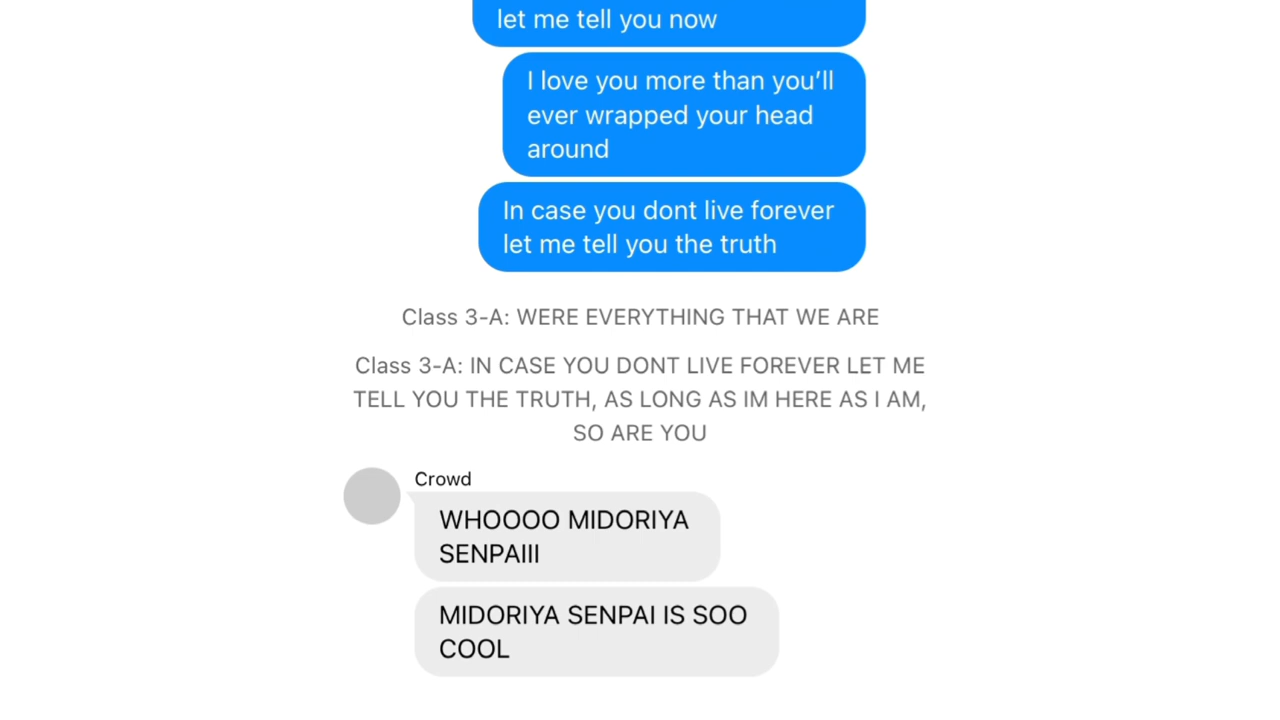 let me tell you now
I love you more than you’ll
ever wrapped your head
around
In case you dont live forever
let me tell you the truth
Class 3-A: WERE EVERYTHING THAT WE ARE
Class 3-A: IN CASE YOU DONT LIVE FOREVER LET ME
TELL YOU THE TRUTH, AS LONG AS IM HERE AS I AM,
SO ARE YOU
Crowd
WHOOOO MIDORIYA
SENPAIII
MIDORIYA SENPAI IS SOO
COOL